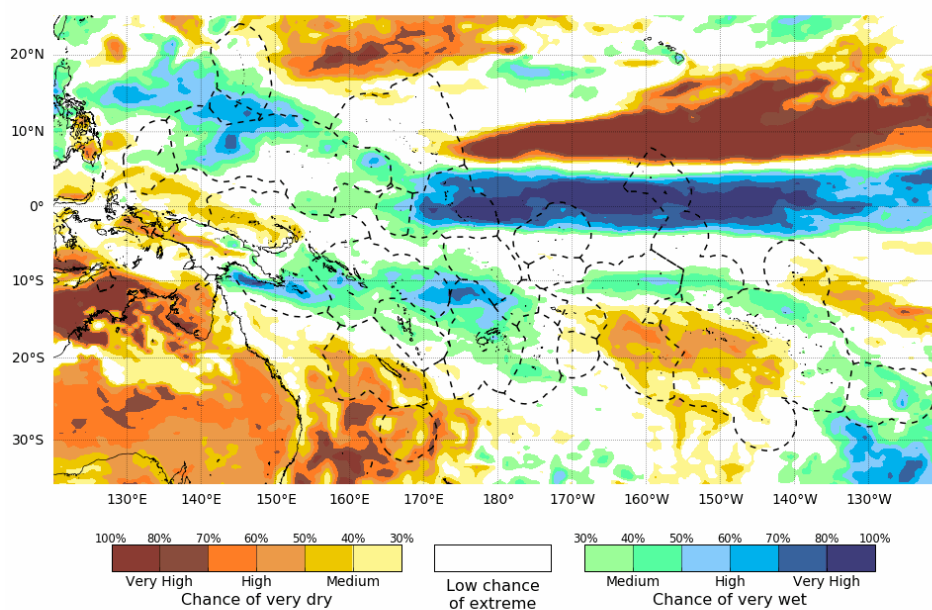 20°N
10°N
0°
10°S
20°S
30°S
130°E 140°E 150°E 160°E 170°E 180° 170°W 160°W 150°W 140°W 130°W
100% 80% 70% 60% 50% 40% 30%
30% 40% 50% 60% 70% 80% 100%
Very High High Medium
Medium High Very High
Chance of very dry
Low chance
of extreme
Chance of very wet